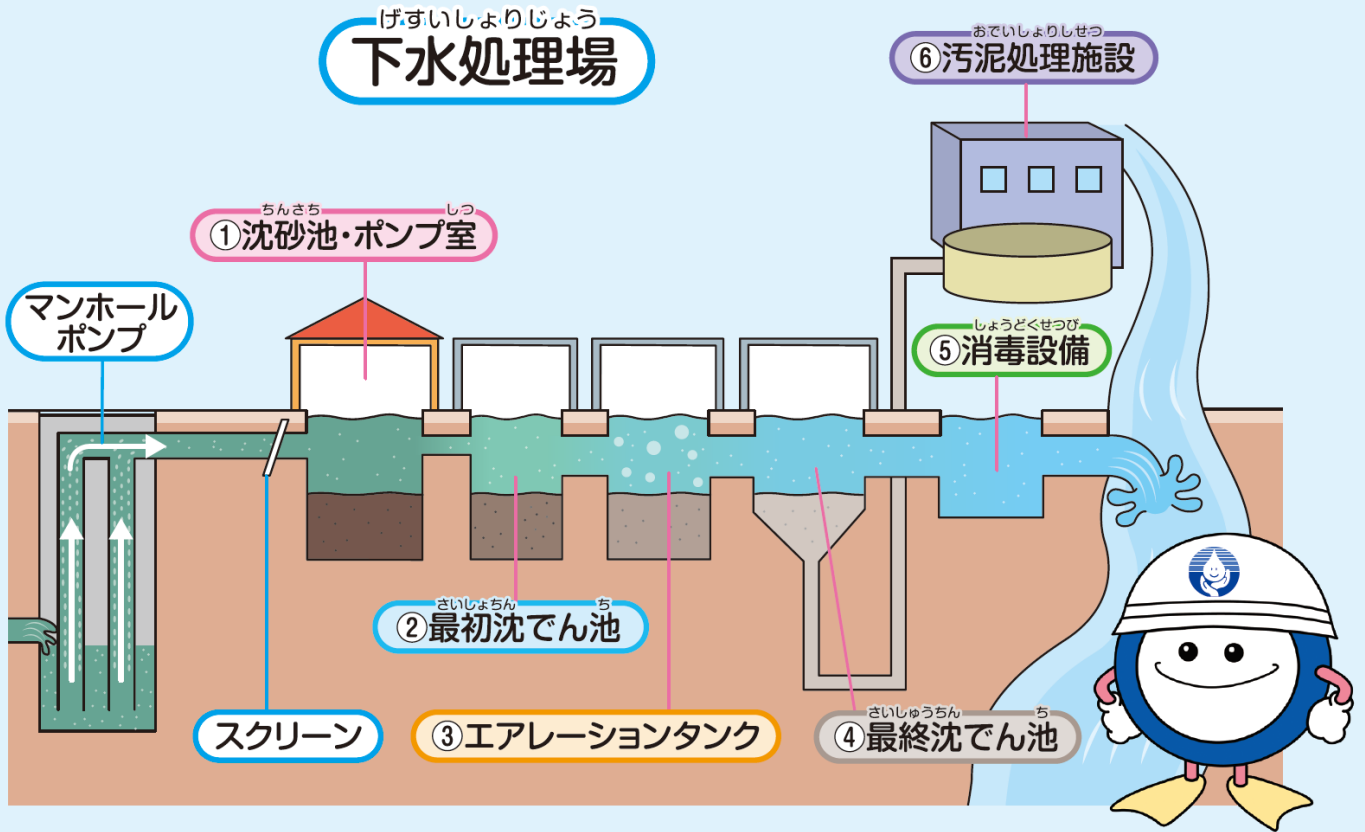 げすいしょりじょう
下水処理場
おでいしょりしせつ
⑥汚泥処理施設
ちんさち しつ
①沈砂池・ポンプ室
マンホール
ポンプ
しょうどくせつび
⑤消毒設備
さいしょちん ち
②最初沈でん池
スクリーン
③エアレーションタンク
さいしゅうちん ち
④最終沈でん池